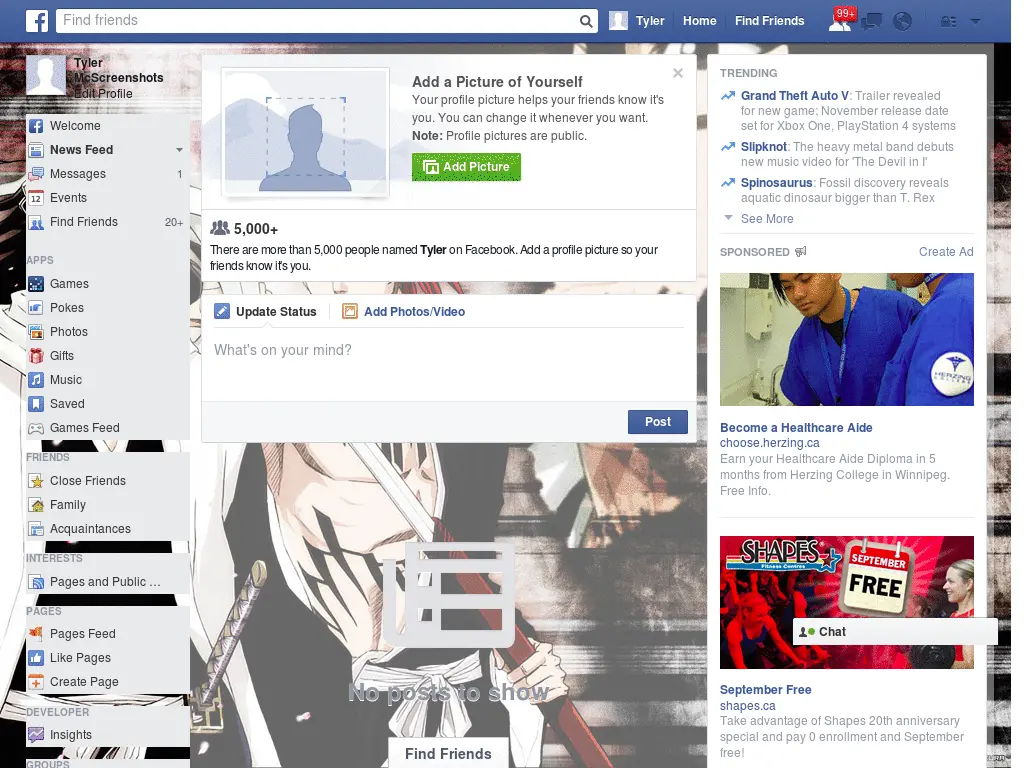 Find friends
Tyler
Home
Find Friends
99+
Tyler
McScreenshots
Edit Profile
Welcome
News Feed
Messages 1
12 Events
Find Friends 20+
APPS
Games
Pokes
Photos
Gifts
Music
Saved
Games Feed
FRIENDS
Close Friends
Family
Acquaintances
INTERESTS
Pages and Public ...
PAGES
Pages Feed
Like Pages
Create Page
DEVELOPER
Insights
GROUPS
Add a Picture of Yourself
Your profile picture helps your friends know it's
you. You can change it whenever you want.
Note: Profile pictures are public.
Add Picture
5,000+
There are more than 5,000 people named Tyler on Facebook. Add a profile picture so your
friends know it's you.
Update Status
Add Photos/Video
What's on your mind?
Post
No posts to show
Find Friends
TRENDING
Grand Theft Auto V: Trailer revealed
for new game; November release date
set for Xbox One, PlayStation 4 systems
Slipknot: The heavy metal band debuts
new music video for 'The Devil in I'
Spinosaurus: Fossil discovery reveals
aquatic dinosaur bigger than T. Rex
See More
SPONSORED
Create Ad
HERZING
COLLEGE
Become a Healthcare Aide
choose.herzing.ca
Earn your Healthcare Aide Diploma in 5
months from Herzing College in Winnipeg.
Free Info.
SHAPES
Fitness Centres
SEPTEMBER
FREE
Chat
September Free
shapes.ca
Take advantage of Shapes 20th anniversary
special and pay 0 enrollment and September
free!